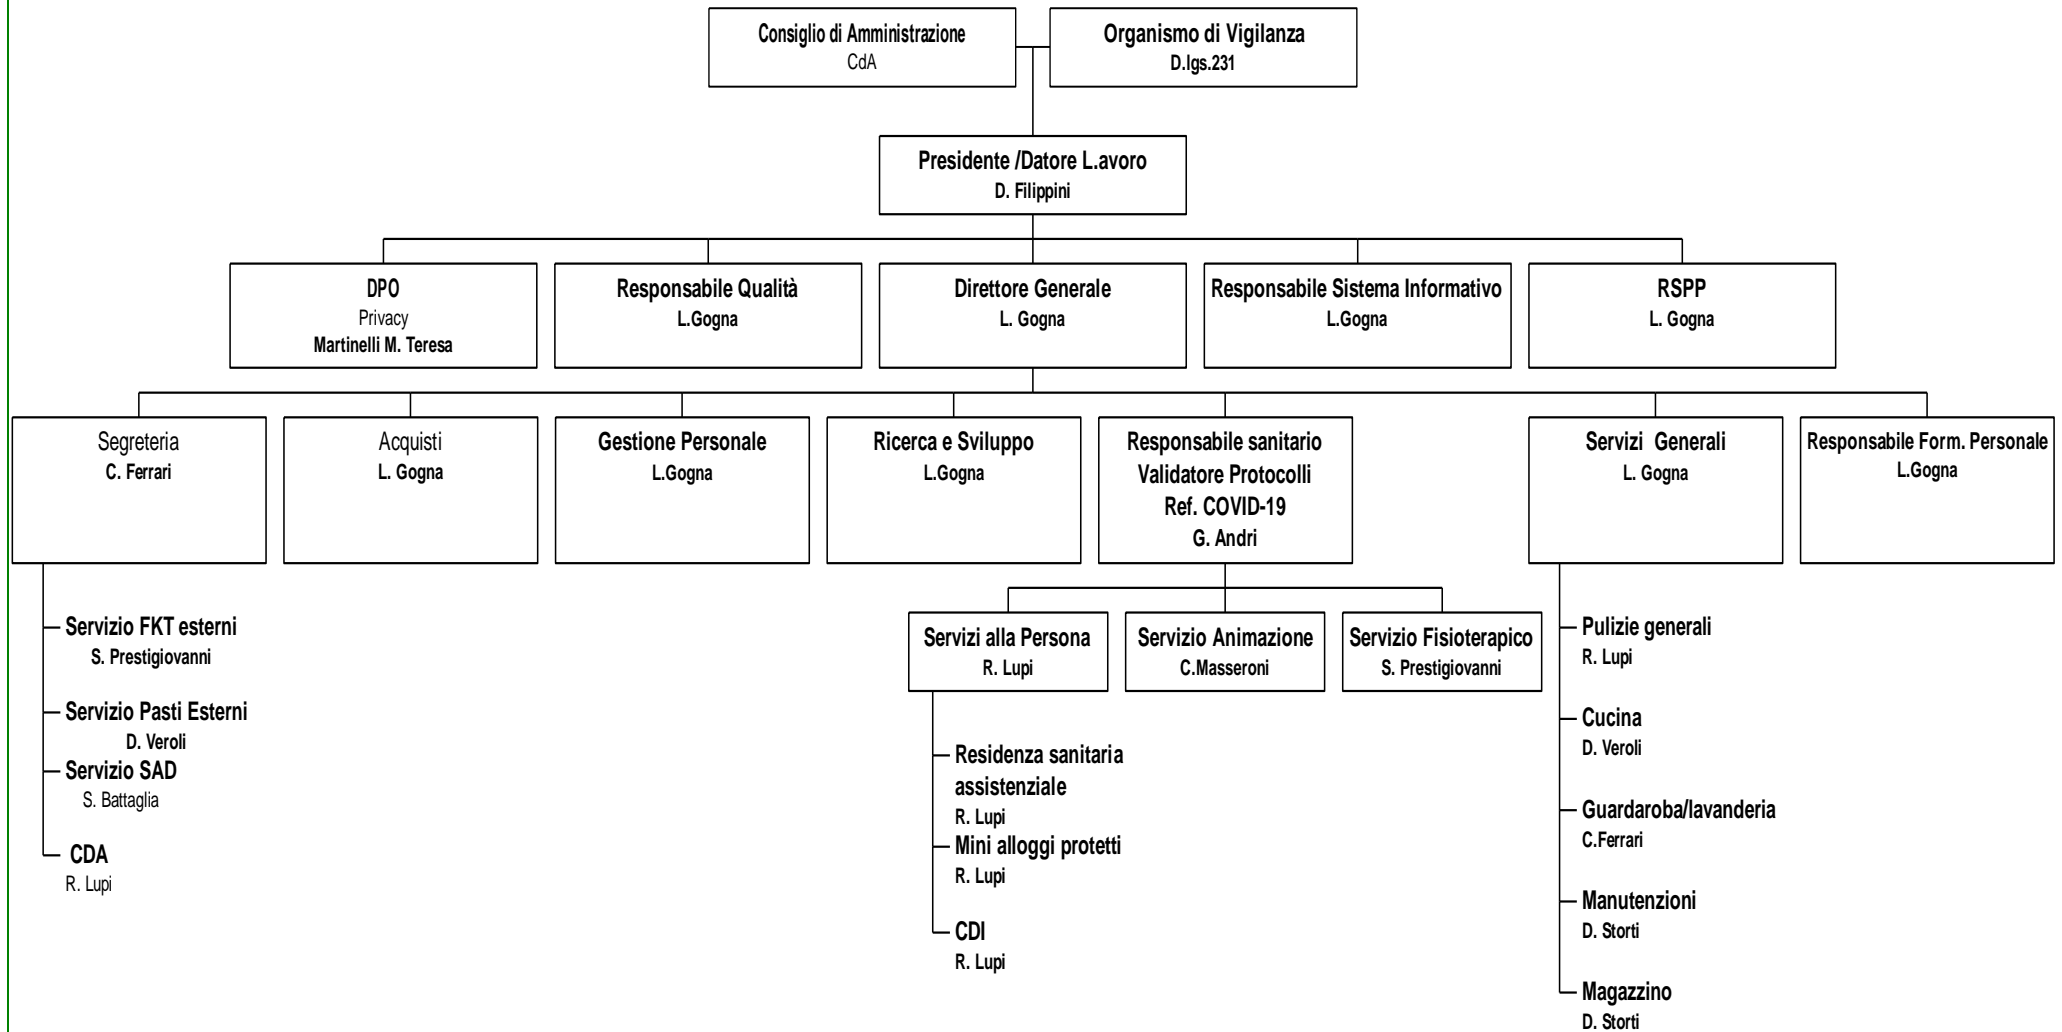 Consiglio di Amministrazione
CdA
Organismo di Vigilanza
D.lgs.231
Presidente /Datore L.avoro
D. Filippini
DPO
Privacy
Martinelli M. Teresa
Responsabile Qualità
L.Gogna
Direttore Generale
L. Gogna
Responsabile Sistema Informativo
L.Gogna
RSPP
L. Gogna
Segreteria
C. Ferrari
Acquisti
L. Gogna
Gestione Personale
L.Gogna
Ricerca e Sviluppo
L.Gogna
Responsabile sanitario
Validatore Protocolli
Ref. COVID-19
G. Andri
Servizi Generali
L. Gogna
Responsabile Form. Personale
L.Gogna
Servizio FKT esterni
S. Prestigiovanni
Servizio Pasti Esterni
D. Veroli
Servizio SAD
S. Battaglia
CDA
R. Lupi
Servizi alla Persona
R. Lupi
Servizio Animazione
C.Masseroni
Servizio Fisioterapico
S. Prestigiovanni
Residenza sanitaria
assistenziale
R. Lupi
Mini alloggi protetti
R. Lupi
CDI
R. Lupi
Pulizie generali
R. Lupi
Cucina
D. Veroli
Guardaroba/lavanderia
C.Ferrari
Manutenzioni
D. Storti
Magazzino
D. Storti